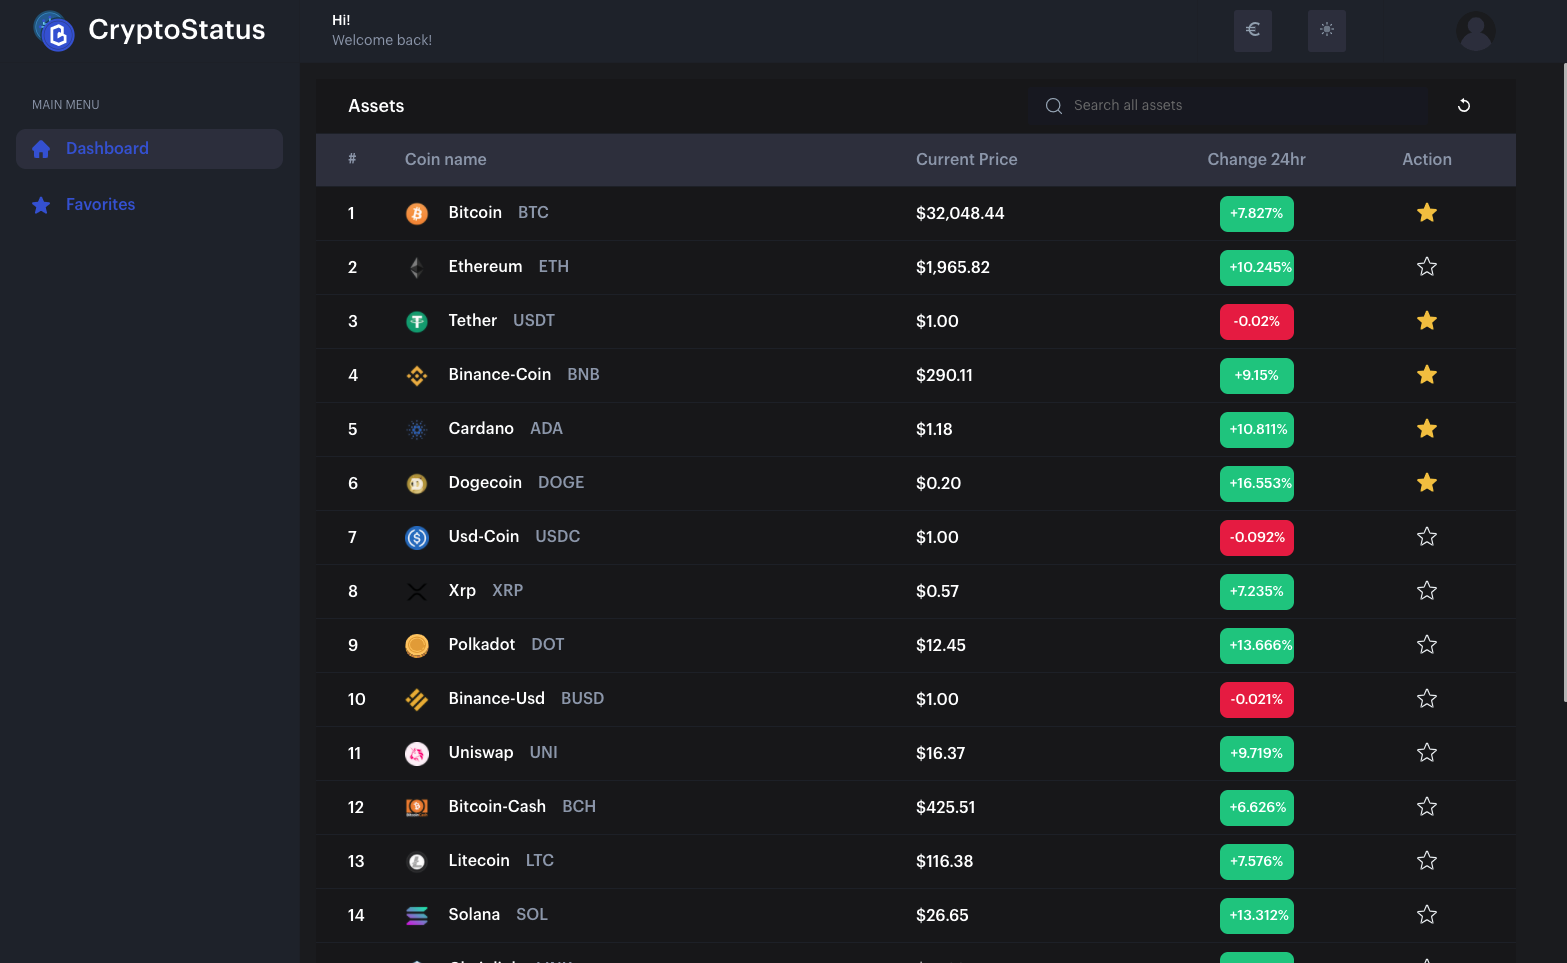 CryptoStatus
Hi!
Welcome back!
€
MAIN MENU
Dashboard
Favorites
Assets
Search all assets
# Coin name Current Price Change 24hr Action
1 Bitcoin BTC $32,048.44 +7.827%
2 Ethereum ETH $1,965.82 +10.245%
3 Tether USDT $1.00 -0.02%
4 Binance-Coin BNB $290.11 +9.15%
5 Cardano ADA $1.18 +10.811%
6 Dogecoin DOGE $0.20 +16.553%
7 Usd-Coin USDC $1.00 -0.092%
8 Xrp XRP $0.57 +7.235%
9 Polkadot DOT $12.45 +13.666%
10 Binance-Usd BUSD $1.00 -0.021%
11 Uniswap UNI $16.37 +9.719%
12 Bitcoin-Cash BCH $425.51 +6.626%
13 Litecoin LTC $116.38 +7.576%
14 Solana SOL $26.65 +13.312%